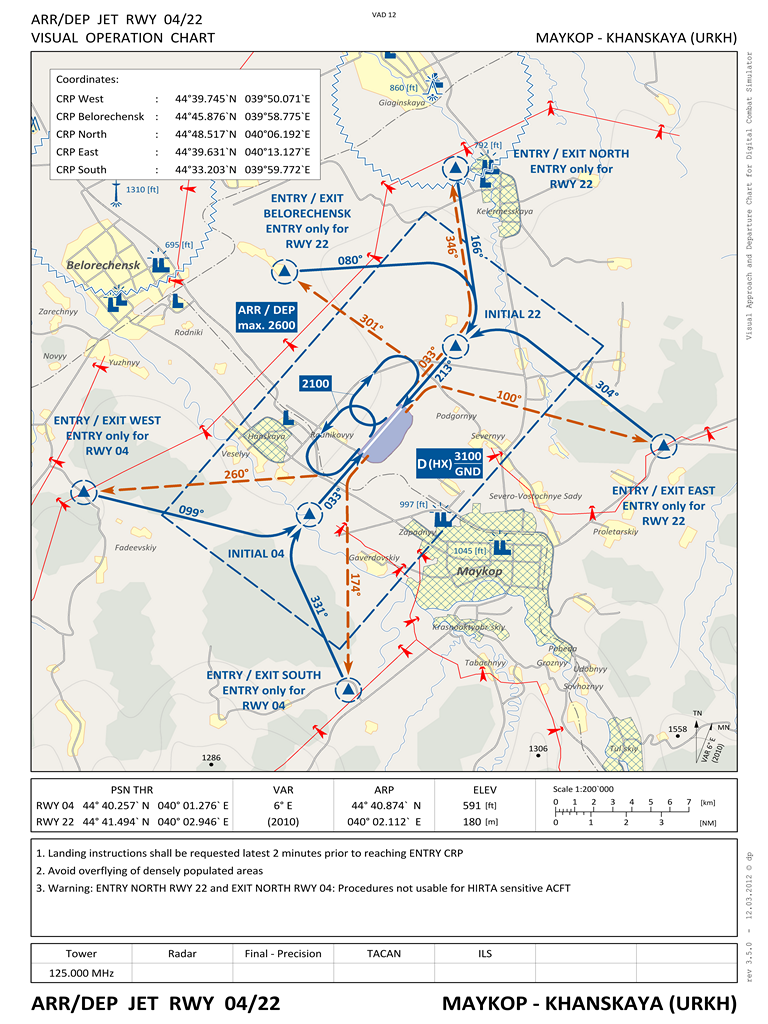 ARR/DEP JET RWY 04/22
VAD 12
VISUAL OPERATION CHART
MAYKOP - KHANSKAYA (URKH)
Coordinates:
CRP West : 44°39.745`N 039°50.071`E
CRP Belorechensk : 44°45.876`N 039°58.775`E
CRP North : 44°48.517`N 040°06.192`E
CRP East : 44°39.631`N 040°13.127`E
CRP South : 44°33.203`N 039°59.772`E
860 [ft]
Giaginskaya
792 [ft]
ENTRY / EXIT NORTH
ENTRY only for
RWY 22
1310 [ft]
ENTRY / EXIT
BELORECHENSK
ENTRY only for
RWY 22
Kelermesskaya
695 [ft]
Belorechensk
346°
166°
080°
Zarechnyy
ARR / DEP
max. 2600
301°
INITIAL 22
Rodniki
Novyy
Yuzhnyy
033°
213°
2100
100°
304°
ENTRY / EXIT WEST
ENTRY only for
RWY 04
Podgornyy
Hanskaya
Rodnikovyy
Severnyy
Veselyy
D (HX) 3100
GND
260°
ENTRY / EXIT EAST
ENTRY only for
RWY 22
Severo-Vostochnye Sady
033°
099°
997 [ft]
Zapadnyy
Proletarskiy
Fadeevskiy
INITIAL 04
Gaverdovskiy
1045 [ft]
Maykop
174°
331°
Krasnooktyabr'skiy
Pobeda
ENTRY / EXIT SOUTH
ENTRY only for
RWY 04
Tabachnyy
Groznyy
Udobnyy
Sovhoznyy
TN
MN
VAR 6° E
(2010)
1558
Tul'skiy
1286
1306
PSN THR
VAR
ARP
ELEV
Scale 1:200`000
RWY 04 44° 40.257` N 040° 01.276` E
6° E
44° 40.874` N
591 [ft]
0 1 2 3 4 5 6 7 [km]
RWY 22 44° 41.494` N 040° 02.946` E
(2010)
040° 02.112` E
180 [m]
0 1 2 3 [NM]
1. Landing instructions shall be requested latest 2 minutes prior to reaching ENTRY CRP
2. Avoid overflying of densely populated areas
3. Warning: ENTRY NORTH RWY 22 and EXIT NORTH RWY 04: Procedures not usable for HIRTA sensitive ACFT
Tower
Radar
Final - Precision
TACAN
ILS
125.000 MHz
ARR/DEP JET RWY 04/22
MAYKOP - KHANSKAYA (URKH)
Visual Approach and Departure Chart for Digital Combat Simulator
rev 3.5.0 - 12.03.2012 © dp